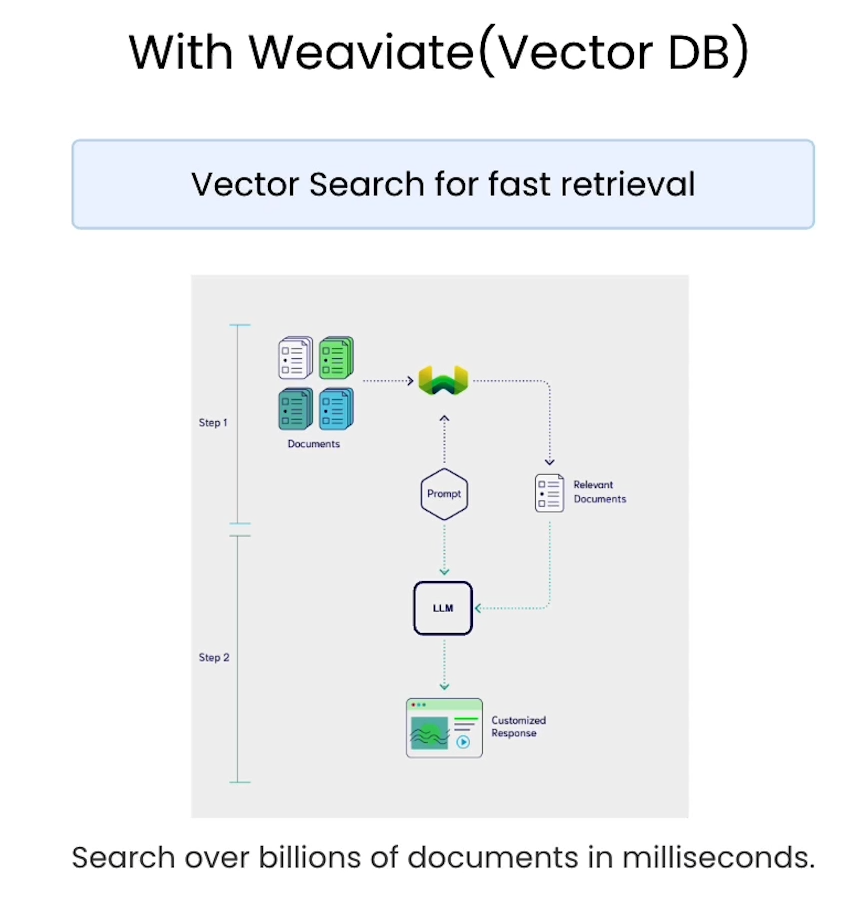 With Weaviate(Vector DB)
Vector Search for fast retrieval
Step 1
Documents
Prompt
Relevant
Documents
LLM
Step 2
Customized
Response
Search over billions of documents in milliseconds.